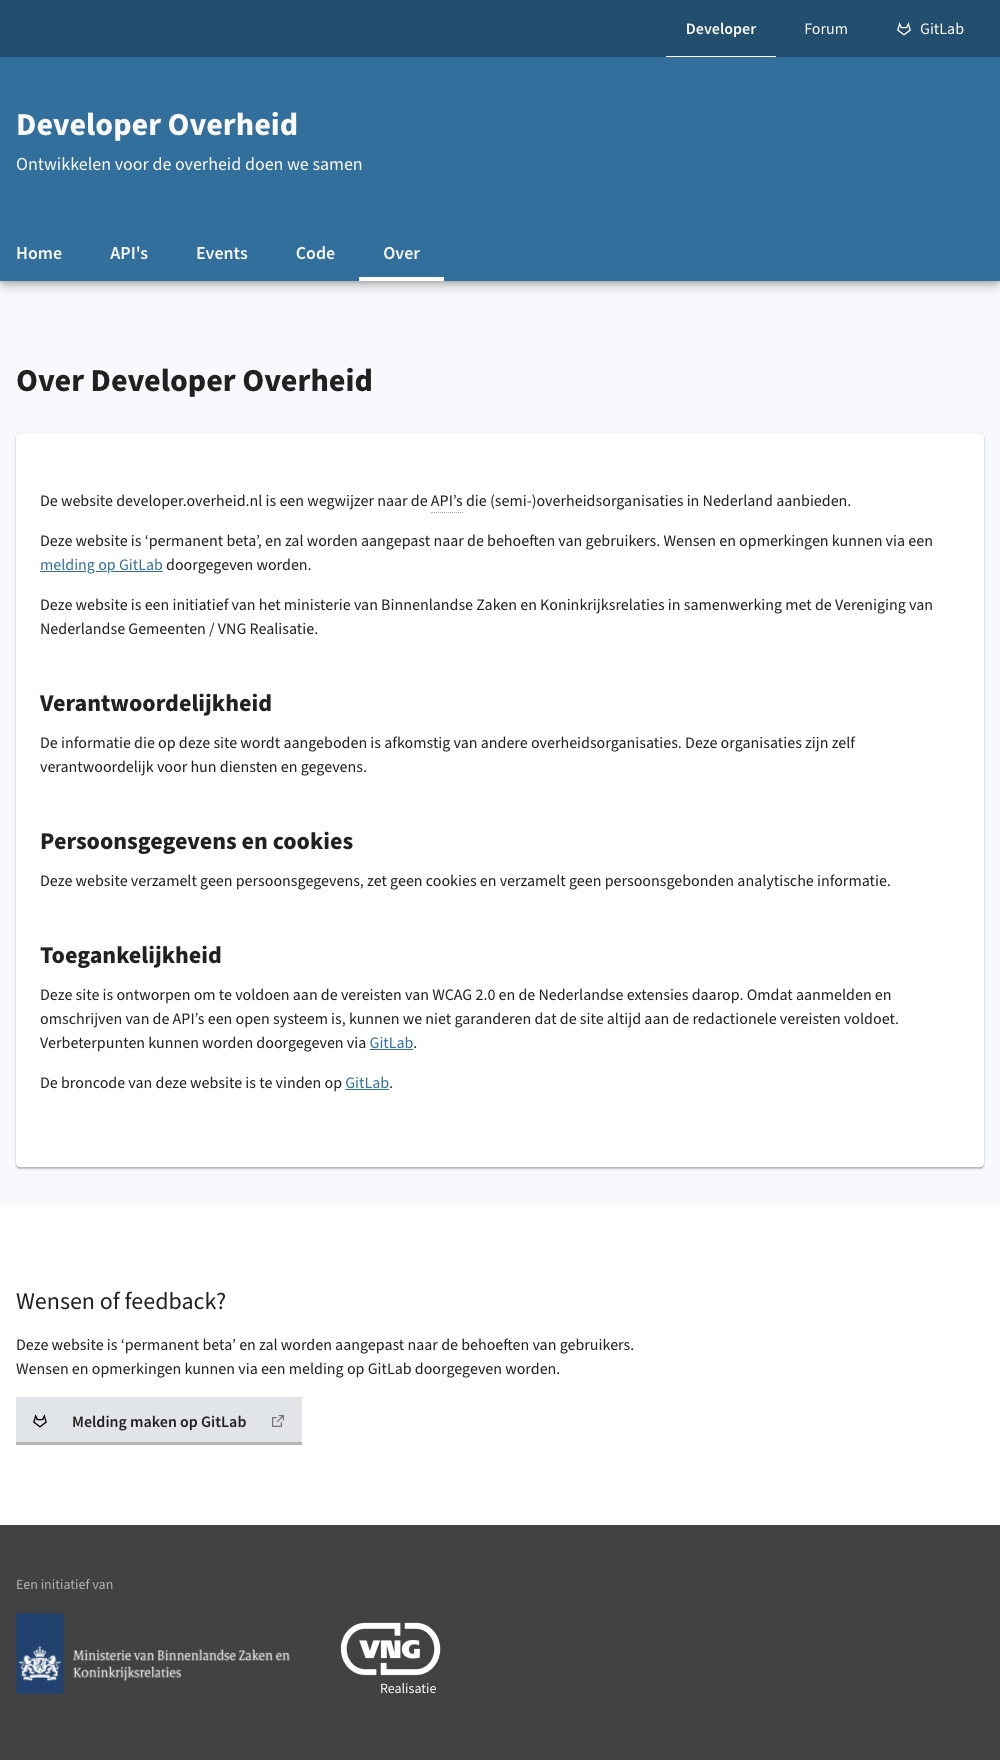 Developer Forum GitLab
Developer Overheid
Ontwikkelen voor de overheid doen we samen
Home API's Events Code Over
Over Developer Overheid
De website developer.overheid.nl is een wegwijzer naar de API’s die (semi-)overheidsorganisaties in Nederland aanbieden.
Deze website is ‘permanent beta’, en zal worden aangepast naar de behoeften van gebruikers. Wensen en opmerkingen kunnen via een
melding op GitLab doorgegeven worden.
Deze website is een initiatief van het ministerie van Binnenlandse Zaken en Koninkrijksrelaties in samenwerking met de Vereniging van
Nederlandse Gemeenten / VNG Realisatie.
Verantwoordelijkheid
De informatie die op deze site wordt aangeboden is afkomstig van andere overheidsorganisaties. Deze organisaties zijn zelf
verantwoordelijk voor hun diensten en gegevens.
Persoonsgegevens en cookies
Deze website verzamelt geen persoonsgegevens, zet geen cookies en verzamelt geen persoonsgebonden analytische informatie.
Toegankelijkheid
Deze site is ontworpen om te voldoen aan de vereisten van WCAG 2.0 en de Nederlandse extensies daarop. Omdat aanmelden en
omschrijven van de API’s een open systeem is, kunnen we niet garanderen dat de site altijd aan de redactionele vereisten voldoet.
Verbeterpunten kunnen worden doorgegeven via GitLab.
De broncode van deze website is te vinden op GitLab.
Wensen of feedback?
Deze website is ‘permanent beta’ en zal worden aangepast naar de behoeften van gebruikers.
Wensen en opmerkingen kunnen via een melding op GitLab doorgegeven worden.
Melding maken op GitLab
Een initiatief van
Ministerie van Binnenlandse Zaken en
Koninkrijksrelaties
VNG
Realisatie